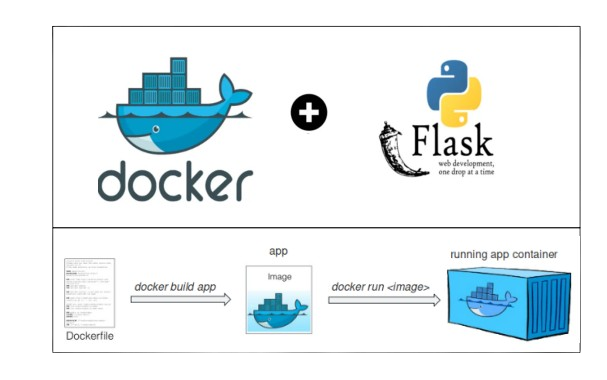 docker
Flask
web development,
one drop at a time
app
running app container
Image
docker build app
docker run <image>
Dockerfile